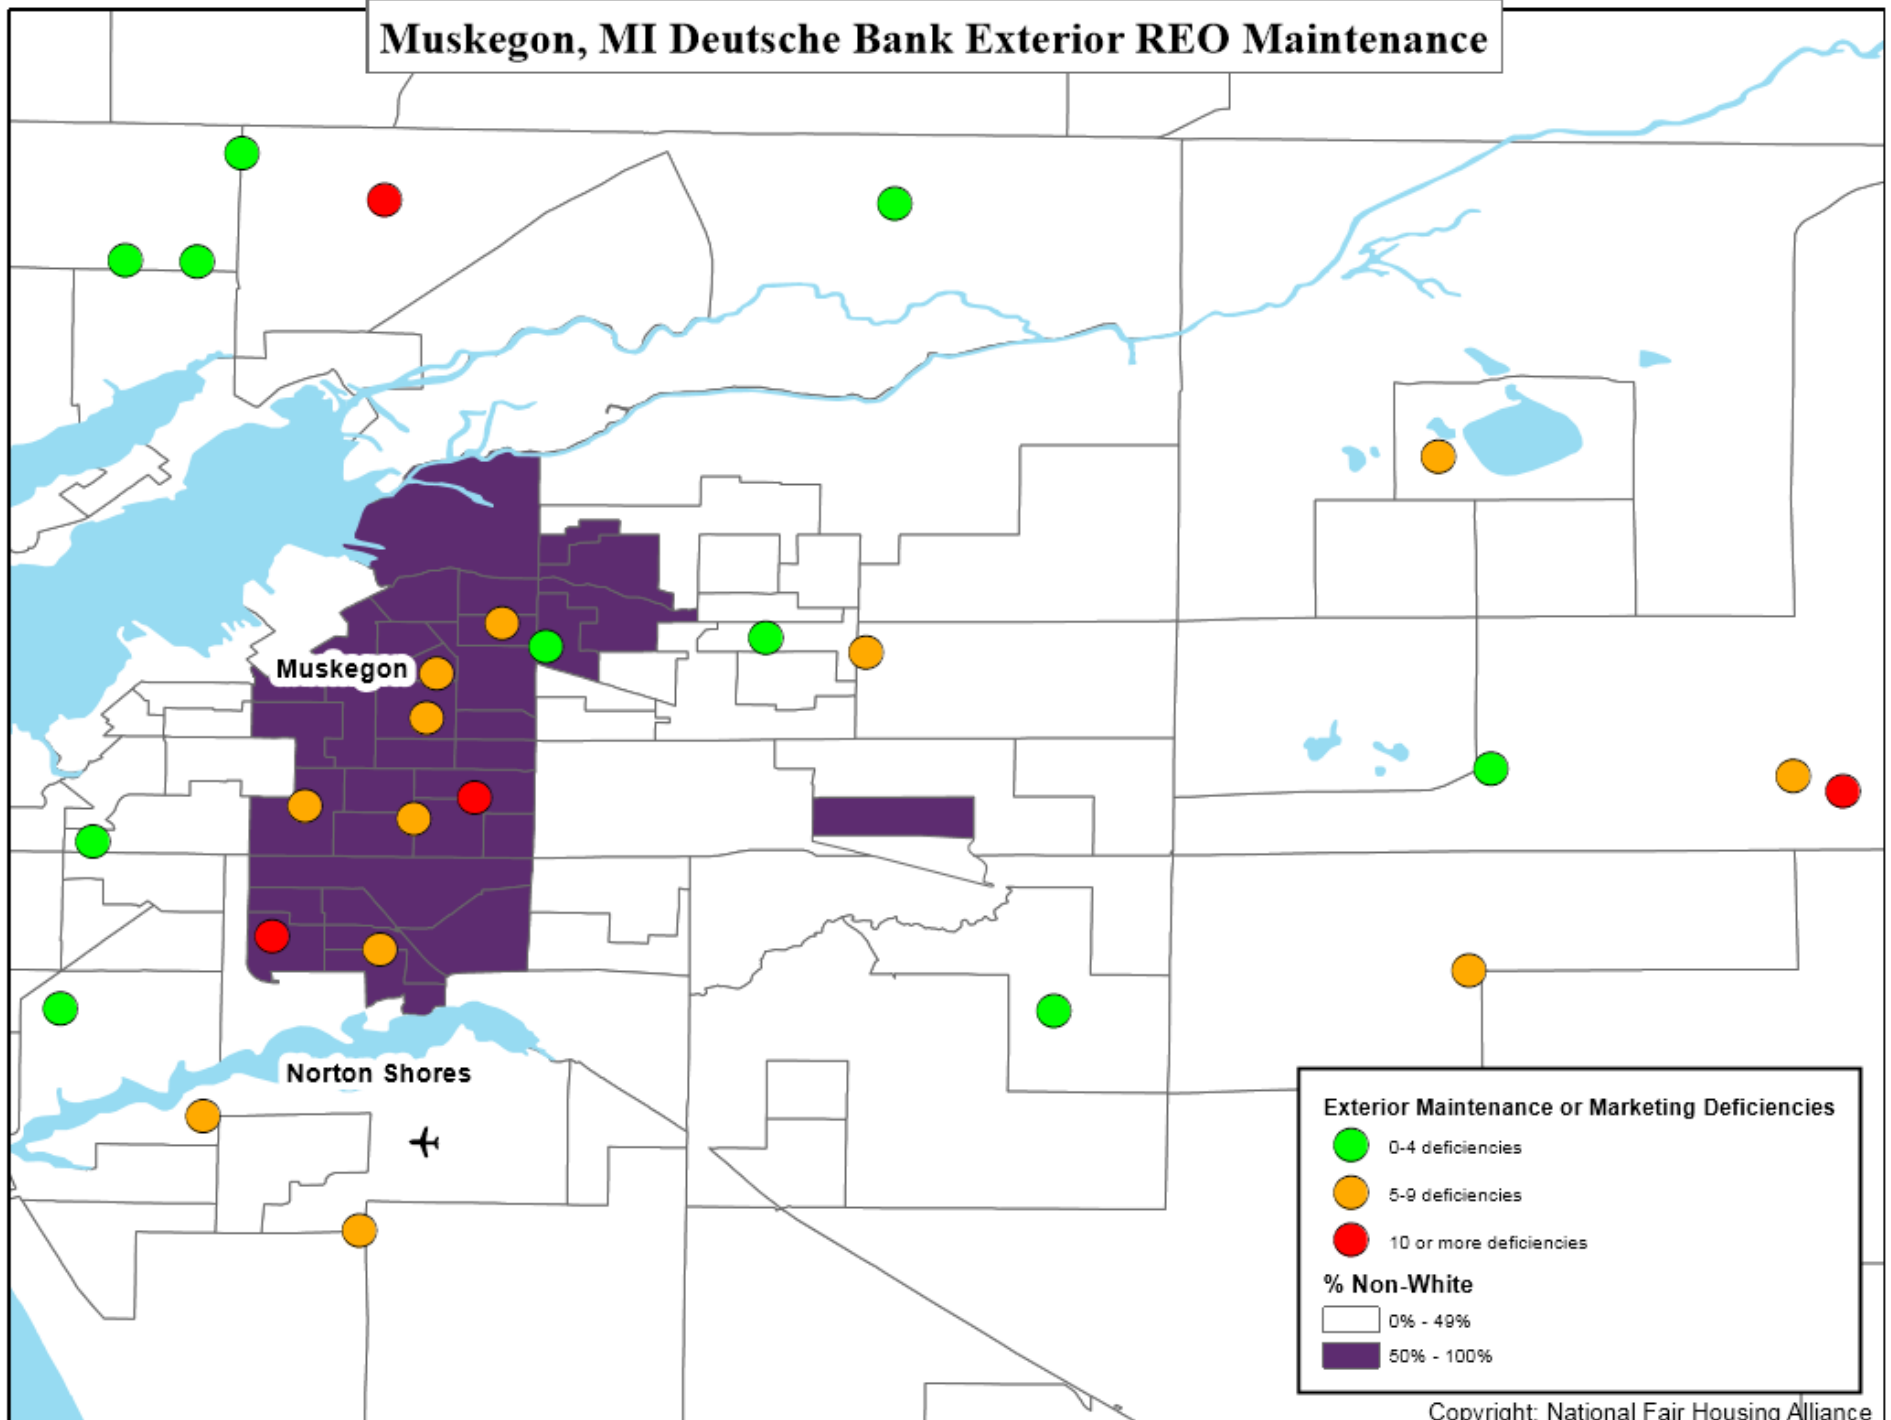 Muskegon, MI Deutsche Bank Exterior REO Maintenance
Muskegon
Norton Shores
Exterior Maintenance or Marketing Deficiencies
0-4 deficiencies
5-9 deficiencies
10 or more deficiencies
% Non-White
0% - 49%
50% - 100%
Copyright: National Fair Housing Alliance